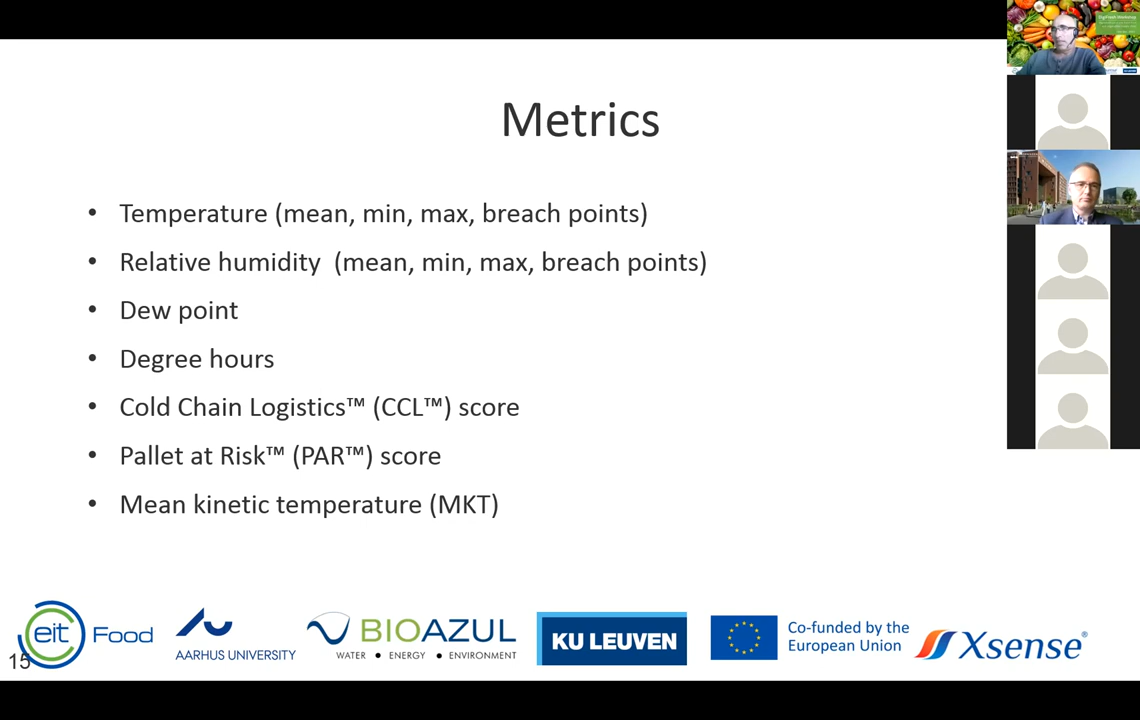 Metrics
• Temperature (mean, min, max, breach points)
• Relative humidity  (mean, min, max, breach points)
• Dew point
• Degree hours
• Cold Chain Logistics™ (CCL™) score
• Pallet at Risk™ (PAR™) score
• Mean kinetic temperature (MKT)
15
eit Food
AARHUS UNIVERSITY
BIOAZUL
WATER • ENERGY • ENVIRONMENT
KU LEUVEN
Co-funded by the
European Union
Xsense®